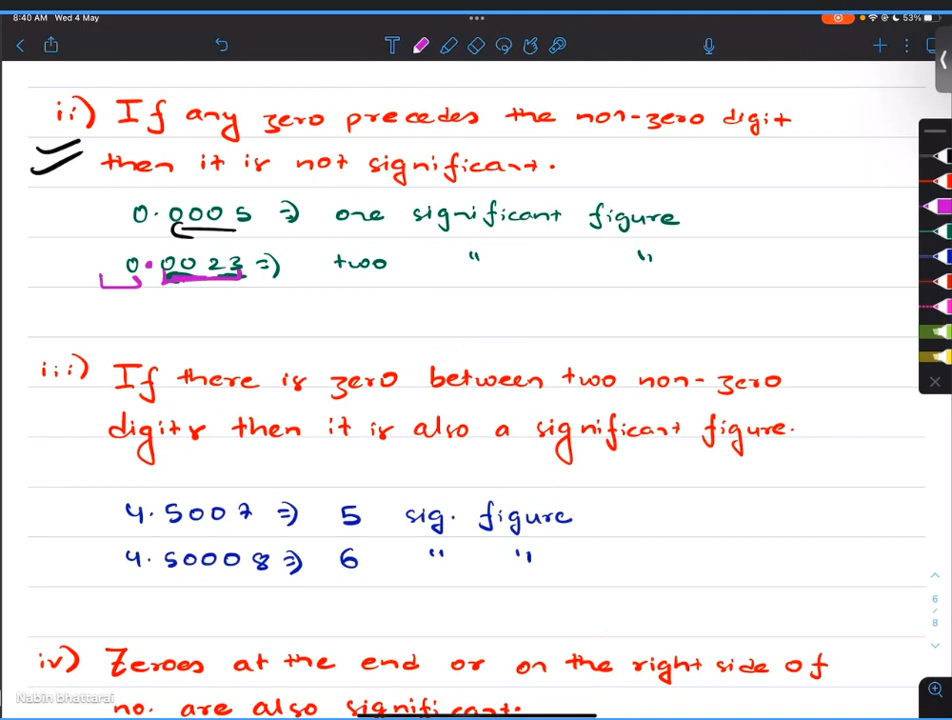 8:40 AM Wed 4 May
53%
ii) If any zero precedes the non-zero digit
then it is not significant.
0.0005 ⇒ one significant figure
0.0023 ⇒ two " "
iii) If there is zero between two non-zero
digits then it is also a significant figure.
4.5007 ⇒ 5 sig. figure
4.50008 ⇒ 6 " "
6
/
8
iv) Zeroes at the end or on the right side of
Nabin bhattarai
no. are also significant.